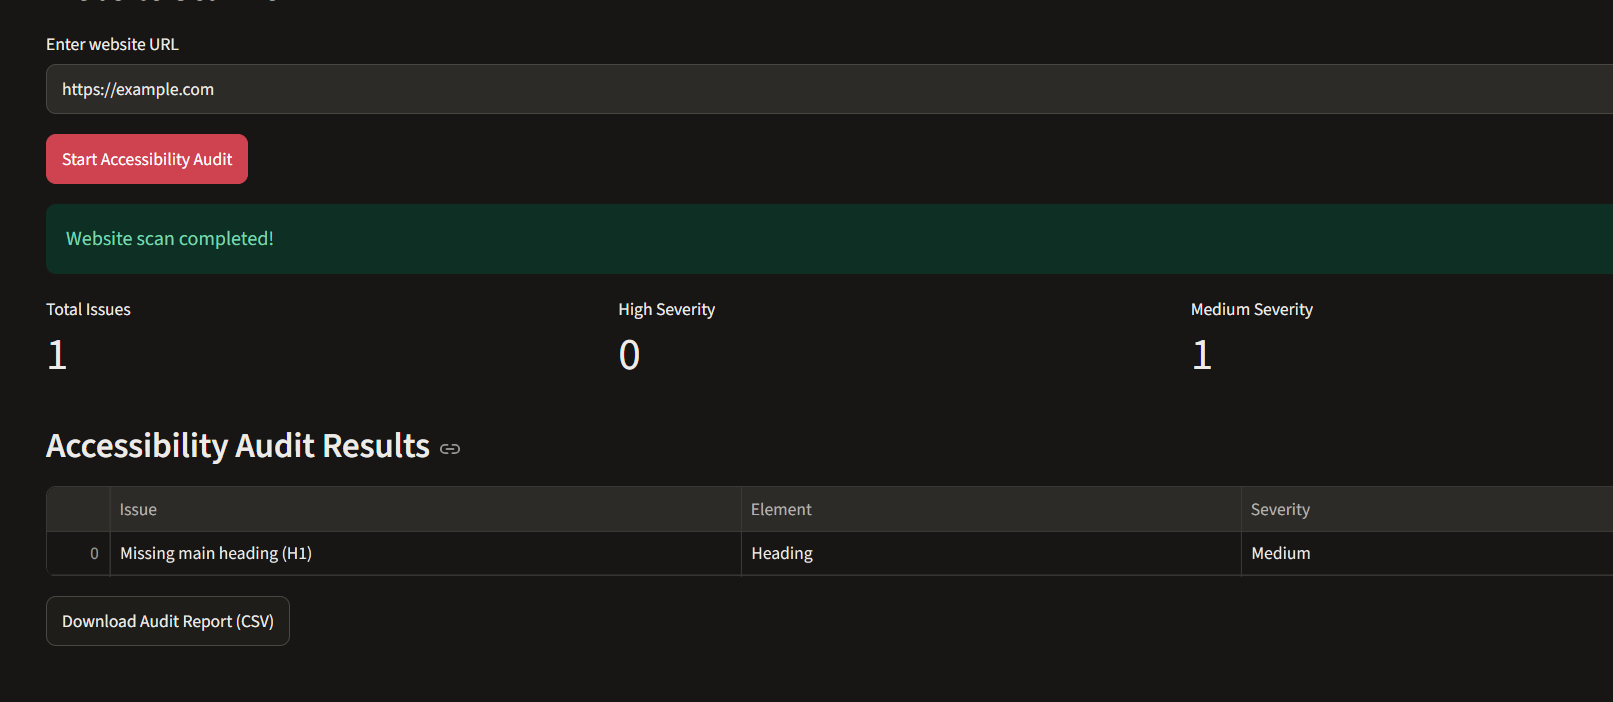 Enter website URL
https://example.com
Start Accessibility Audit
Website scan completed!
Total Issues High Severity Medium Severity
1 0 1
Accessibility Audit Results
Issue Element Severity
0 Missing main heading (H1) Heading Medium
Download Audit Report (CSV)